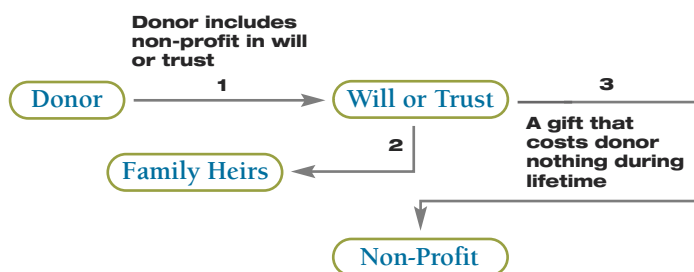 Donor includes
non-profit in will
or trust
1
Donor
Will or Trust
3
2
A gift that
costs donor
nothing during
lifetime
Family Heirs
Non-Profit